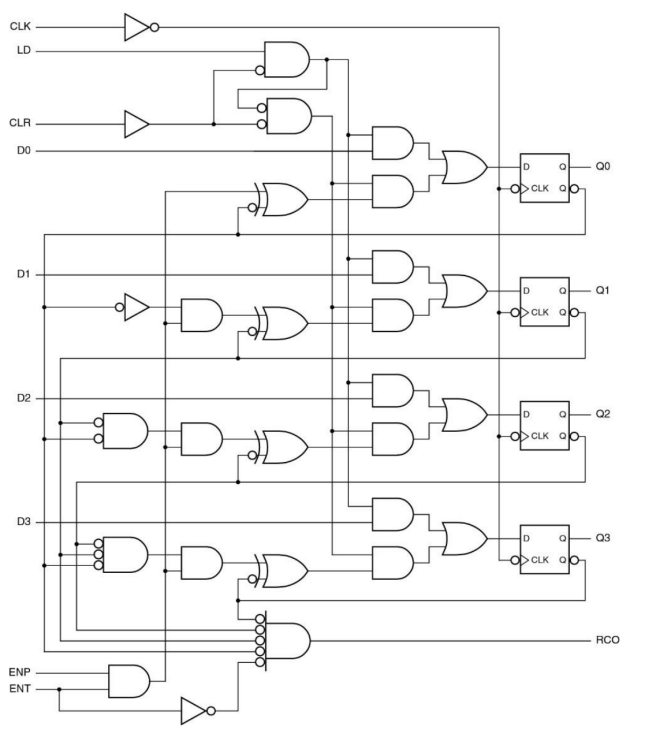 CLK
LD
CLR
D0
D Q Q0
CLK Q
D1
D Q Q1
CLK Q
D2
D Q Q2
CLK Q
D3
D Q Q3
CLK Q
RCO
ENP
ENT